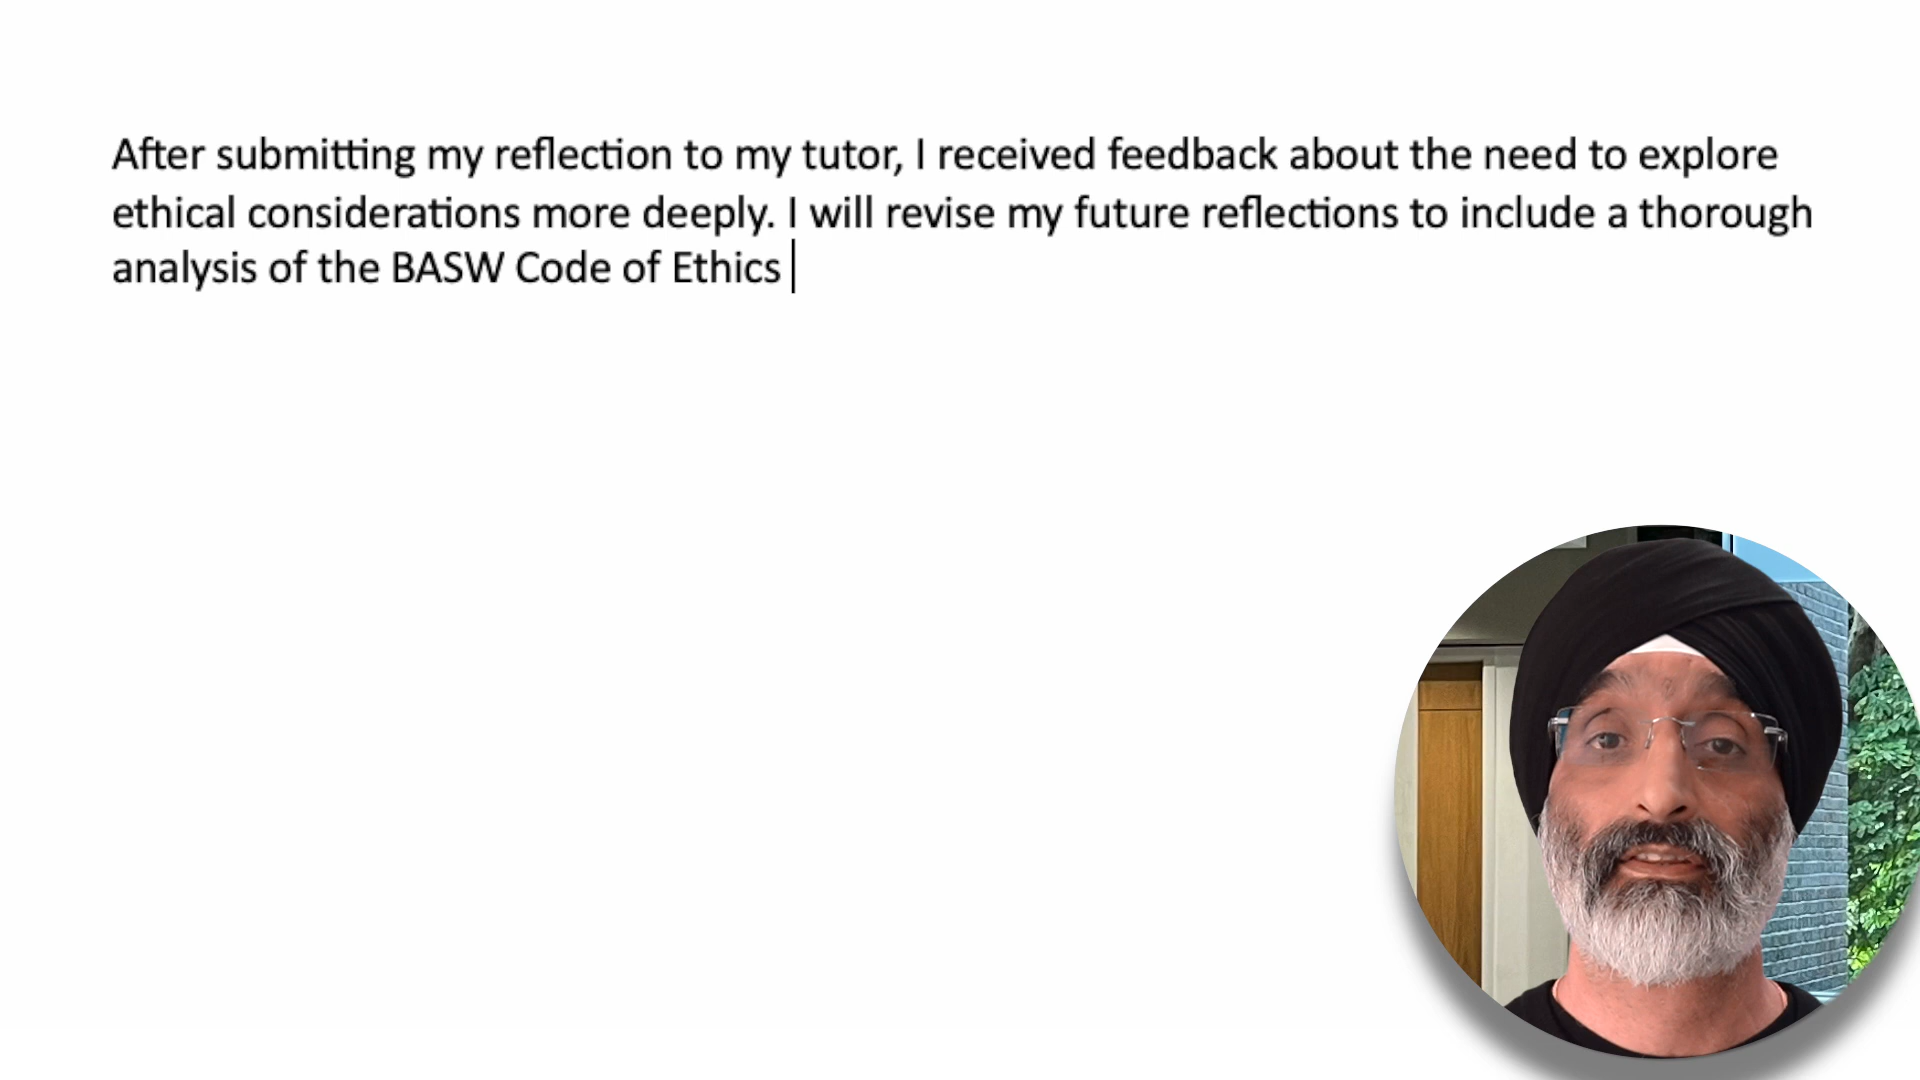 After submitting my reflection to my tutor, I received feedback about the need to explore
ethical considerations more deeply. I will revise my future reflections to include a thorough
analysis of the BASW Code of Ethics